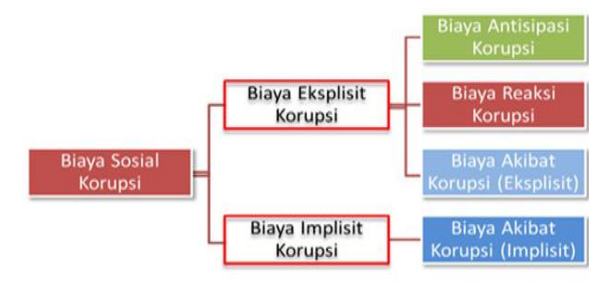 Biaya Sosial
Korupsi
Biaya Eksplisit
Korupsi
Biaya Antisipasi
Korupsi
Biaya Reaksi
Korupsi
Biaya Akibat
Korupsi (Eksplisit)
Biaya Implisit
Korupsi
Biaya Akibat
Korupsi (Implisit)